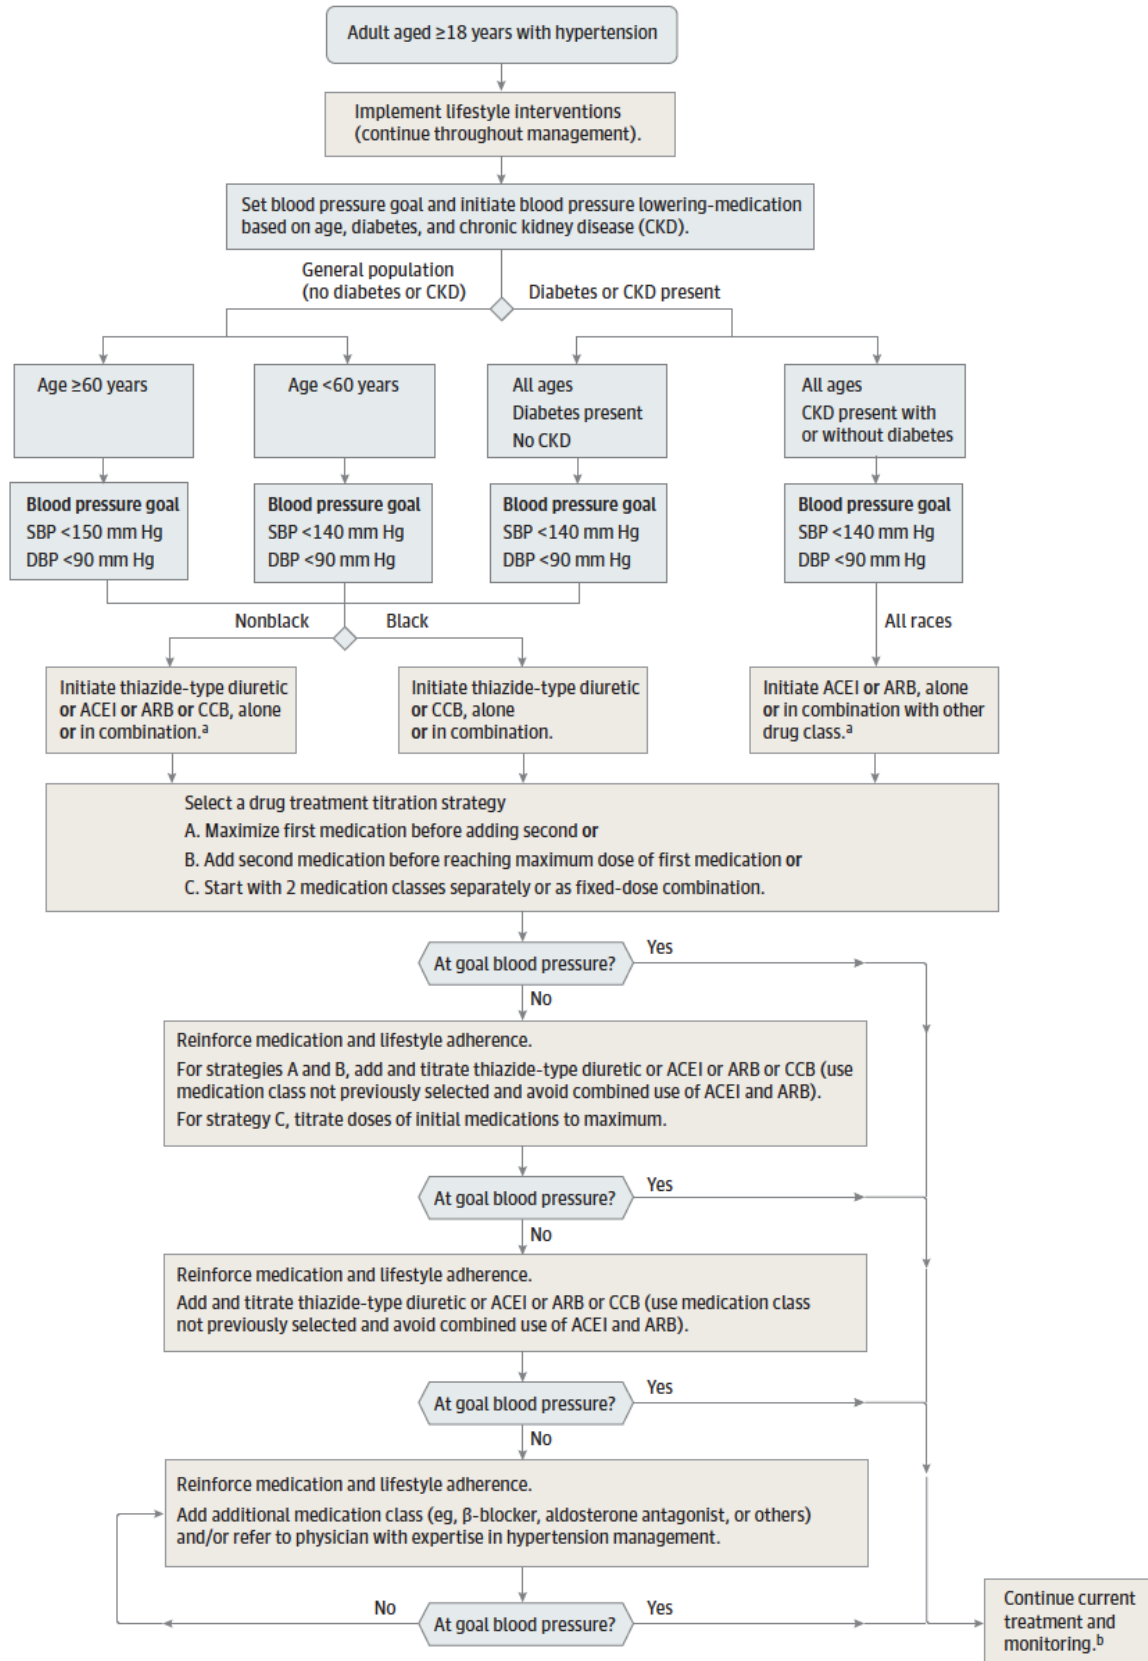 Adult aged ≥18 years with hypertension
Implement lifestyle interventions
(continue throughout management).
Set blood pressure goal and initiate blood pressure lowering-medication
based on age, diabetes, and chronic kidney disease (CKD).
General population
(no diabetes or CKD)
Diabetes or CKD present
Age ≥60 years
Age <60 years
All ages
Diabetes present
No CKD
All ages
CKD present with
or without diabetes
Blood pressure goal
SBP <150 mm Hg
DBP <90 mm Hg
Blood pressure goal
SBP <140 mm Hg
DBP <90 mm Hg
Blood pressure goal
SBP <140 mm Hg
DBP <90 mm Hg
Blood pressure goal
SBP <140 mm Hg
DBP <90 mm Hg
Nonblack
Black
All races
Initiate thiazide-type diuretic
or ACEI or ARB or CCB, alone
or in combination.a
Initiate thiazide-type diuretic
or CCB, alone
or in combination.
Initiate ACEI or ARB, alone
or in combination with other
drug class.a
Select a drug treatment titration strategy
A. Maximize first medication before adding second or
B. Add second medication before reaching maximum dose of first medication or
C. Start with 2 medication classes separately or as fixed-dose combination.
At goal blood pressure?
Yes
No
Reinforce medication and lifestyle adherence.
For strategies A and B, add and titrate thiazide-type diuretic or ACEI or ARB or CCB (use
medication class not previously selected and avoid combined use of ACEI and ARB).
For strategy C, titrate doses of initial medications to maximum.
At goal blood pressure?
Yes
No
Reinforce medication and lifestyle adherence.
Add and titrate thiazide-type diuretic or ACEI or ARB or CCB (use medication class
not previously selected and avoid combined use of ACEI and ARB).
At goal blood pressure?
Yes
No
Reinforce medication and lifestyle adherence.
Add additional medication class (eg, β-blocker, aldosterone antagonist, or others)
and/or refer to physician with expertise in hypertension management.
No
At goal blood pressure?
Yes
Continue current
treatment and
monitoring.b